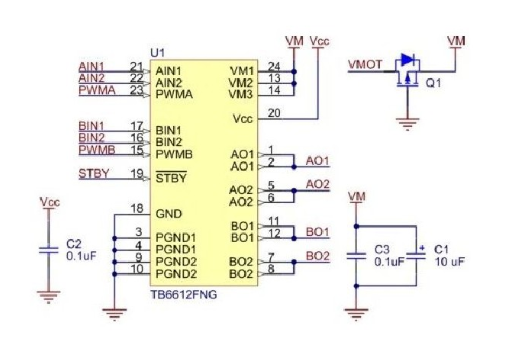 U1
VM
Vcc
VM
AIN1 21 AIN1 VM1 24
AIN2 22 AIN2 VM2 13
PWMA 23 PWMA VM3 14
VMOT
Q1
Vcc 20
BIN1 17 BIN1
BIN2 16 BIN2
PWMB 15 PWMB
AO1 1
AO1 2 AO1
STBY 19 STBY
AO2 5 AO2
AO2 6
Vcc
VM
18 GND
BO1 11
BO1 12 BO1
3 PGND1
4 PGND1
9 PGND2
10 PGND2
BO2 7 BO2
BO2 8
C2
0.1uF
C3
0.1uF
+
C1
10 uF
TB6612FNG